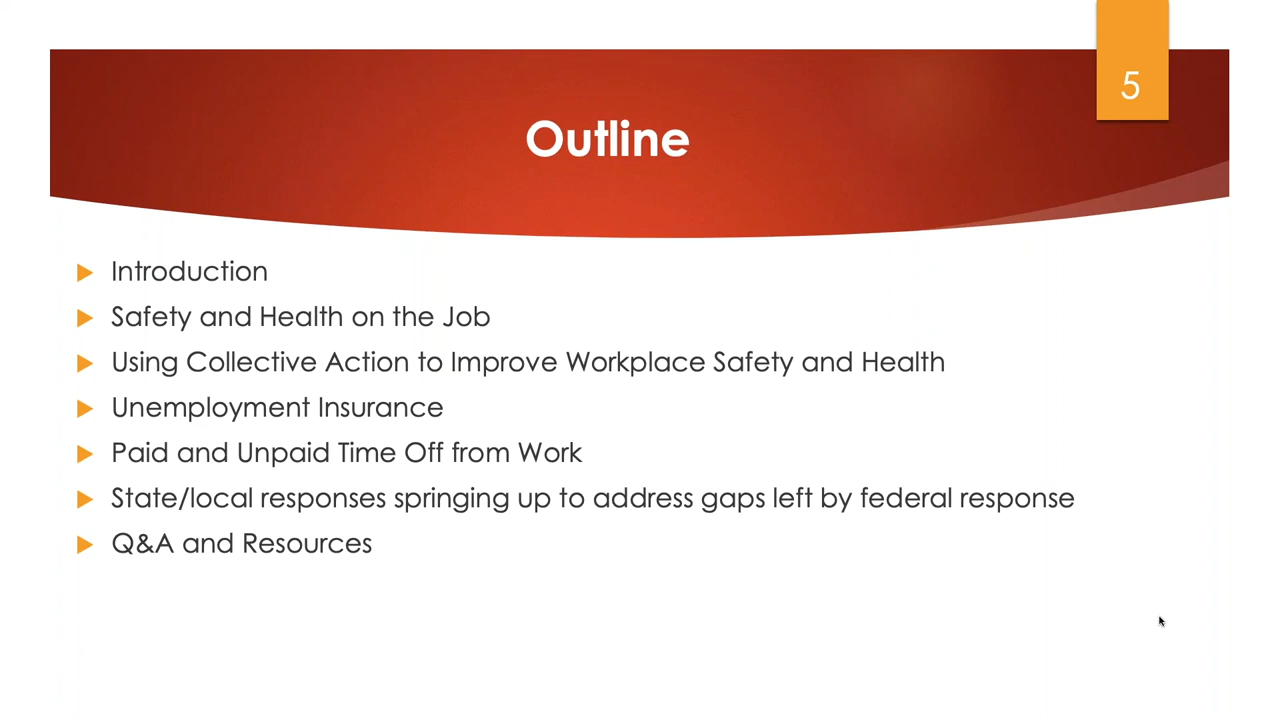 5
Outline
Introduction
Safety and Health on the Job
Using Collective Action to Improve Workplace Safety and Health
Unemployment Insurance
Paid and Unpaid Time Off from Work
State/local responses springing up to address gaps left by federal response
Q&A and Resources